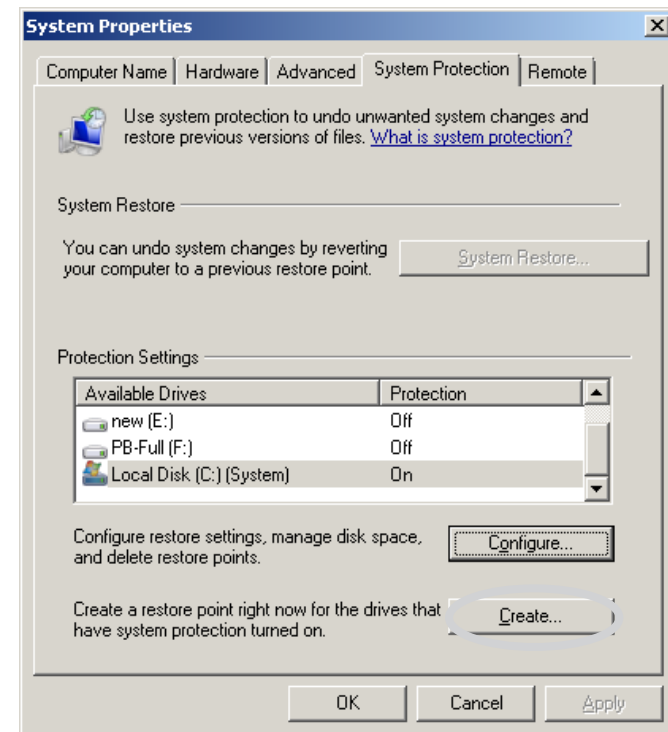 System Properties
Computer Name
Hardware
Advanced
System Protection
Remote
Use system protection to undo unwanted system changes and
restore previous versions of files. What is system protection?
System Restore
You can undo system changes by reverting
your computer to a previous restore point.
System Restore...
Protection Settings
Available Drives
Protection
new (E:)
Off
PB-Full (F:)
Off
Local Disk (C:) (System)
On
Configure restore settings, manage disk space,
and delete restore points.
Configure...
Create a restore point right now for the drives that
have system protection turned on.
Create...
OK
Cancel
Apply